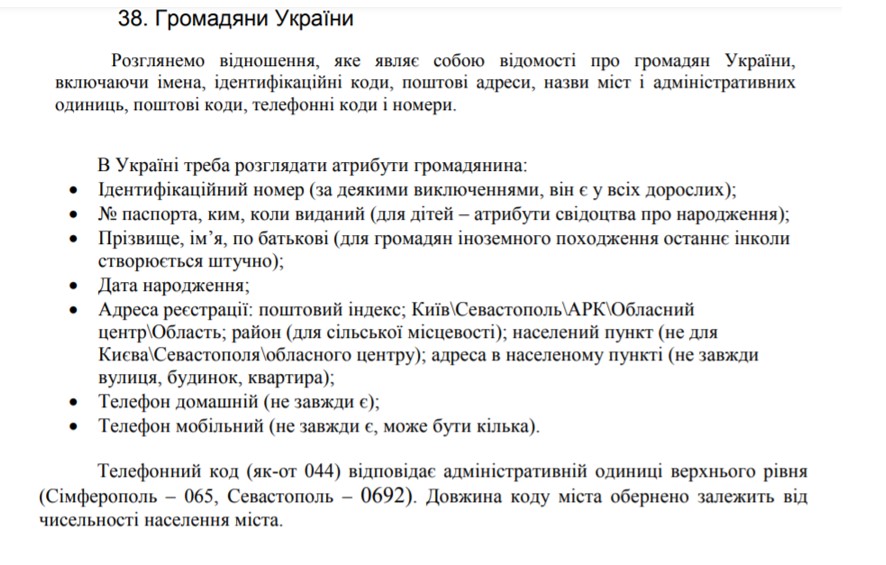 38. Громадяни України
Розглянемо відношення, яке являє собою відомості про громадян України,
включаючи імена, ідентифікаційні коди, поштові адреси, назви міст і адміністративних
одиниць, поштові коди, телефонні коди і номери.
В Україні треба розглядати атрибути громадянина:
• Ідентифікаційний номер (за деякими виключеннями, він є у всіх дорослих);
• № паспорта, ким, коли виданий (для дітей – атрибути свідоцтва про народження);
• Прізвище, ім’я, по батькові (для громадян іноземного походження останнє інколи
створюється штучно);
• Дата народження;
• Адреса реєстрації: поштовий індекс; Київ\Севастополь\АРК\Обласний
центр\Область; район (для сільської місцевості); населений пункт (не для
Києва\Севастополя\обласного центру); адреса в населеному пункті (не завжди
вулиця, будинок, квартира);
• Телефон домашній (не завжди є);
• Телефон мобільний (не завжди є, може бути кілька).
Телефонний код (як-от 044) відповідає адміністративній одиниці верхнього рівня
(Сімферополь – 065, Севастополь – 0692). Довжина коду міста обернено залежить від
чисельності населення міста.